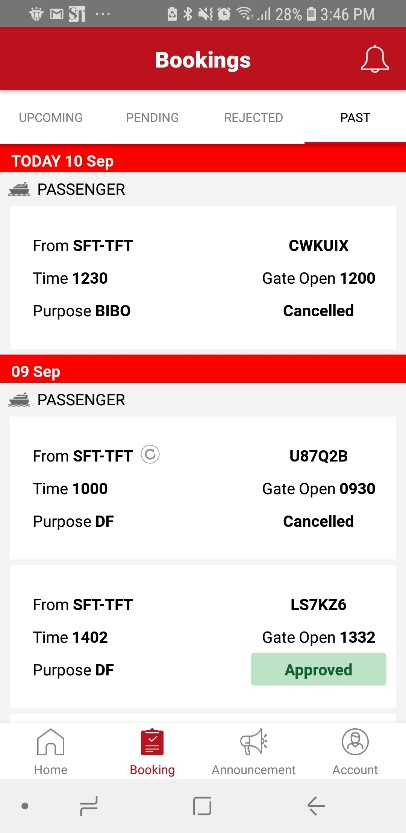 28% 3:46 PM
Bookings
UPCOMING PENDING REJECTED PAST
TODAY 10 Sep
PASSENGER
From SFT-TFT CWKUIX
Time 1230 Gate Open 1200
Purpose BIBO Cancelled
09 Sep
PASSENGER
From SFT-TFT C U87Q2B
Time 1000 Gate Open 0930
Purpose DF Cancelled
From SFT-TFT LS7KZ6
Time 1402 Gate Open 1332
Purpose DF Approved
Home Booking Announcement Account